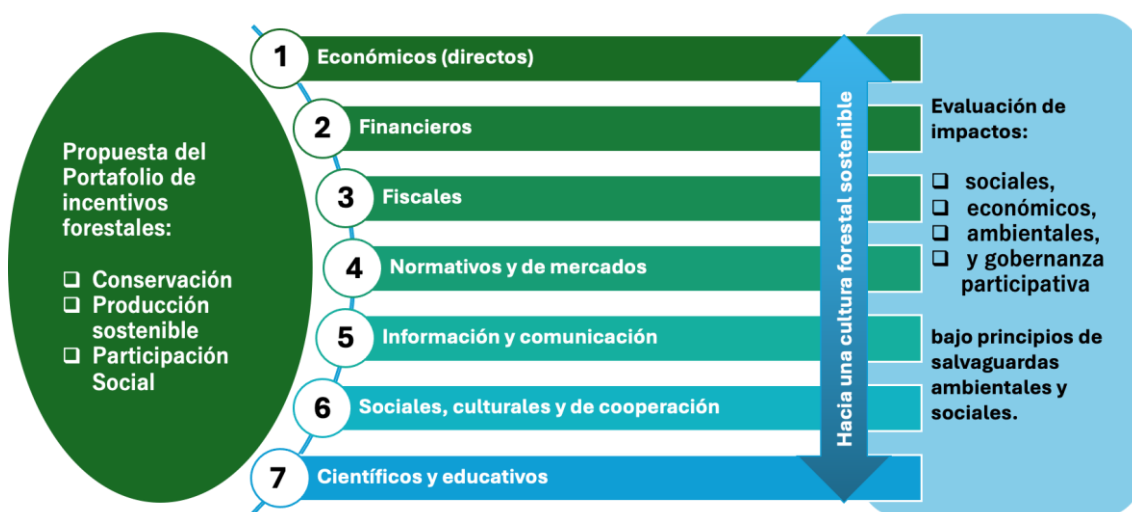 Propuesta del
Portafolio de
incentivos
forestales:
❑ Conservación
❑ Producción
sostenible
❑ Participación
Social
1
Económicos (directos)
2
Financieros
3
Fiscales
4
Normativos y de mercados
5
Información y comunicación
6
Sociales, culturales y de cooperación
7
Científicos y educativos
Hacia una cultura forestal sostenible
Evaluación de
impactos:
❑ sociales,
❑ económicos,
❑ ambientales,
❑ y gobernanza
participativa
bajo principios de
salvaguardas
ambientales y
sociales.